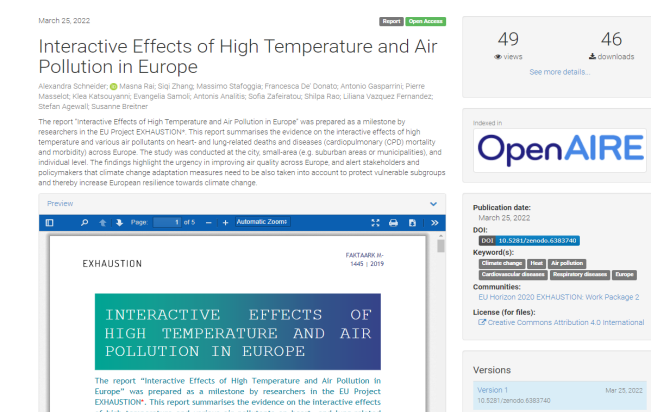 March 25, 2022
Report Open Access
Interactive Effects of High Temperature and Air
Pollution in Europe
Alexandra Schneider; Masna Rai; Siqi Zhang; Massimo Stafoggia; Francesca De' Donato; Antonio Gasparrini; Pierre
Masselot; Klea Katsouyanni; Evangelia Samoli; Antonis Analitis; Sofia Zafeiratou; Shilpa Rao; Liliana Vazquez Fernandez;
Stefan Agewall; Susanne Breitner
The report "Interactive Effects of High Temperature and Air Pollution in Europe" was prepared as a milestone by
researchers in the EU Project EXHAUSTION*. This report summarises the evidence on the interactive effects of high
temperature and various air pollutants on heart- and lung-related deaths and diseases (cardiopulmonary (CPD) mortality
and morbidity) across Europe. The study was conducted at the city, small-area (e.g. suburban areas or municipalities), and
individual level. The findings highlight the urgency in improving air quality across Europe, and alert stakeholders and
policymakers that climate change adaptation measures need to be also taken into account to protect vulnerable subgroups
and thereby increase European resilience towards climate change.
Preview
Page: 1 of 5 Automatic Zoom
EXHAUSTION
FAKTAARK M-
1445 | 2019
INTERACTIVE EFFECTS OF
HIGH TEMPERATURE AND AIR
POLLUTION IN EUROPE
The report "Interactive Effects of High Temperature and Air Pollution in
Europe" was prepared as a milestone by researchers in the EU Project
EXHAUSTION*. This report summarises the evidence on the interactive effects
49 46
views downloads
See more details...
Indexed in
OpenAIRE
Publication date:
March 25, 2022
DOI:
DOI 10.5281/zenodo.6383740
Keyword(s):
Climate change Heat Air pollution
Cardiovascular diseases Respiratory diseases Europe
Communities:
EU Horizon 2020 EXHAUSTION: Work Package 2
License (for files):
Creative Commons Attribution 4.0 International
Versions
Version 1 Mar 25, 2022
10.5281/zenodo.6383740